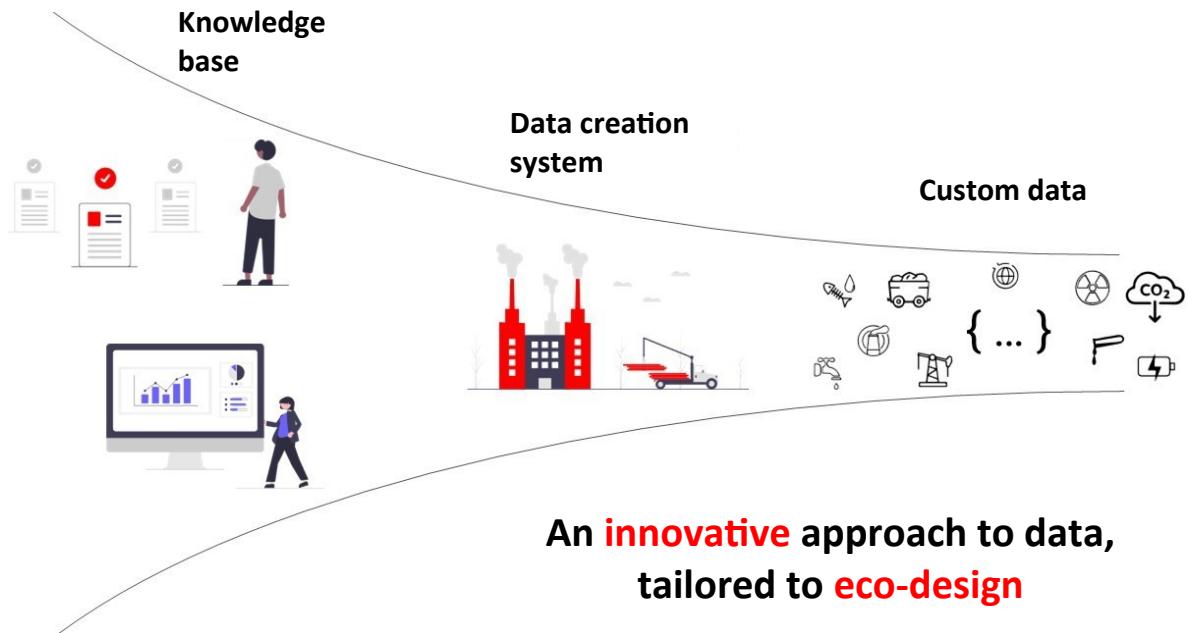 Knowledge
base
Data creation
system
Custom data
{ ... }
CO₂
An innovative approach to data,
tailored to eco-design